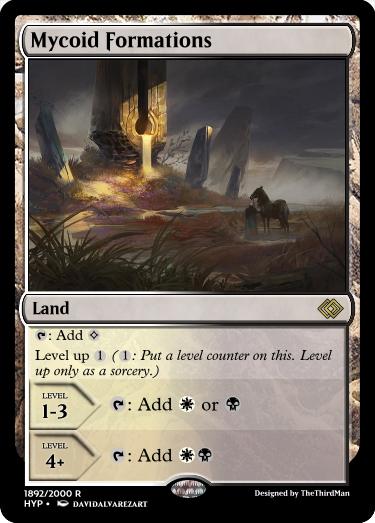 Mycoid Formations
Land
: Add
Level up 1 (1: Put a level counter on this. Level
up only as a sorcery.)
LEVEL
1-3
: Add or
LEVEL
4+
: Add
1892/2000 R
HYP • DAVIDALVAREZART
Designed by TheThirdMan